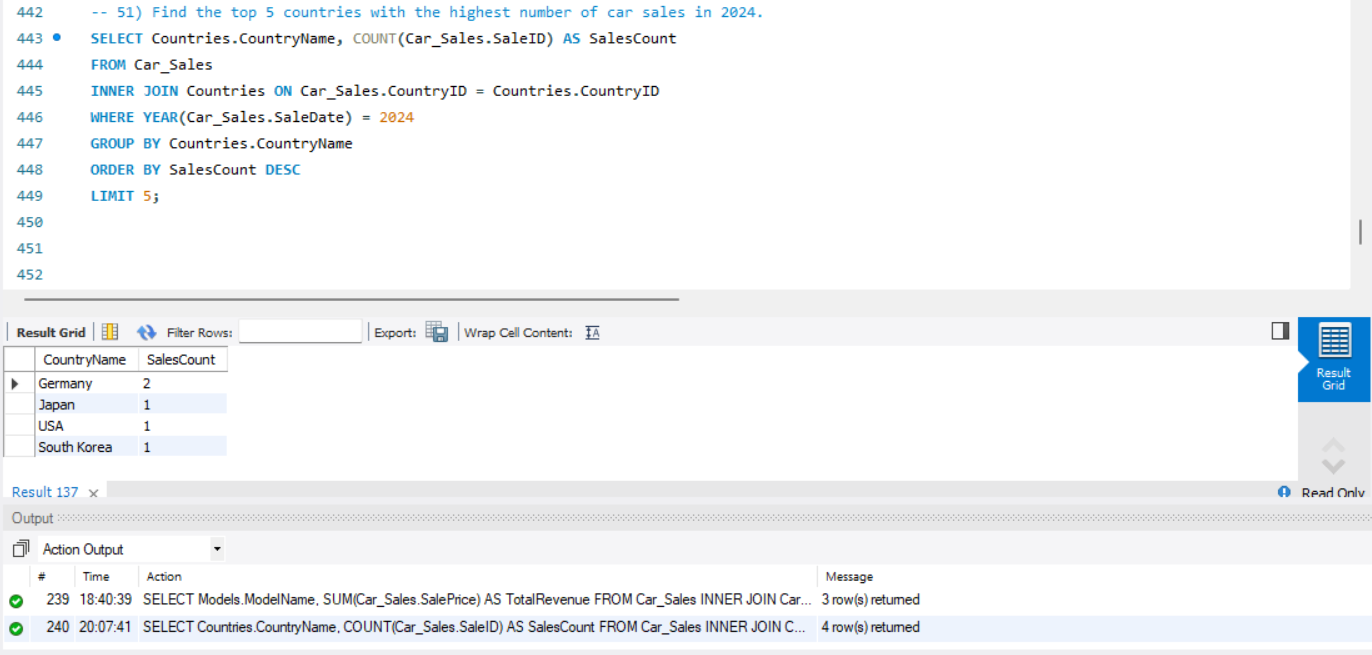 442 -- 51) Find the top 5 countries with the highest number of car sales in 2024.
443 SELECT Countries.CountryName, COUNT(Car_Sales.SaleID) AS SalesCount
444 FROM Car_Sales
445 INNER JOIN Countries ON Car_Sales.CountryID = Countries.CountryID
446 WHERE YEAR(Car_Sales.SaleDate) = 2024
447 GROUP BY Countries.CountryName
448 ORDER BY SalesCount DESC
449 LIMIT 5;
450
451
452
Result Grid Filter Rows: Export: Wrap Cell Content: IA
CountryName SalesCount
Germany 2
Japan 1
USA 1
South Korea 1
Result Grid
Result 137 Read Only
Output
Action Output
# Time Action Message
239 18:40:39 SELECT Models.ModelName, SUM(Car_Sales.SalePrice) AS TotalRevenue FROM Car_Sales INNER JOIN Car... 3 row(s) returned
240 20:07:41 SELECT Countries.CountryName, COUNT(Car_Sales.SaleID) AS SalesCount FROM Car_Sales INNER JOIN C... 4 row(s) returned